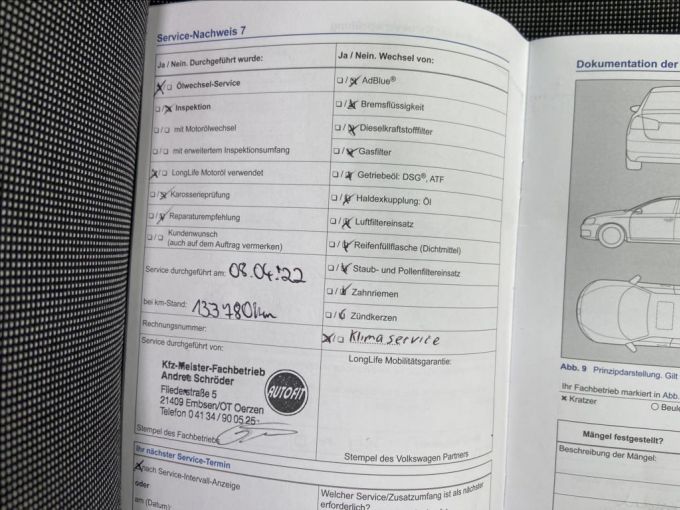 Service-Nachweis 7
Ja / Nein. Durchgeführt wurde:
Ölwechsel-Service
Inspektion
mit Motorölwechsel
mit erweitertem Inspektionsumfang
LongLife Motoröl verwendet
Karosserieprüfung
Reparaturempfehlung
Kundenwunsch
(auch auf dem Auftrag vermerken)
Service durchgeführt am: 08.04.22
bei km-Stand: 133780km
Rechnungsnummer:
Service durchgeführt von:
Kfz-Meister-Fachbetrieb
Andree Schröder
Fliederstraße 5
21409 Embsen/OT Oerzen
Telefon 0 41 34 / 90 05 25
AUTOFIT
Stempel des Fachbetriebs
Ihr nächster Service-Termin
nach Service-Intervall-Anzeige
oder
am (Datum):
Ja / Nein. Wechsel von:
AdBlue®
Bremsflüssigkeit
Dieselkraftstofffilter
Gasfilter
Getriebeöl: DSG®, ATF
Haldexkupplung: Öl
Luftfiltereinsatz
Reifenfüllflasche (Dichtmittel)
Staub- und Pollenfiltereinsatz
Zahnriemen
Zündkerzen
Klimaservice
LongLife Mobilitätsgarantie:
Stempel des Volkswagen Partners
Welcher Service/Zusatzumfang ist als nächster
erforderlich?
Dokumentation der
Abb. 9 Prinzipdarstellung. Gilt
Ihr Fachbetrieb markiert in Abb.
Kratzer
Beule
Mängel festgestellt?
Beschreibung der Mängel: